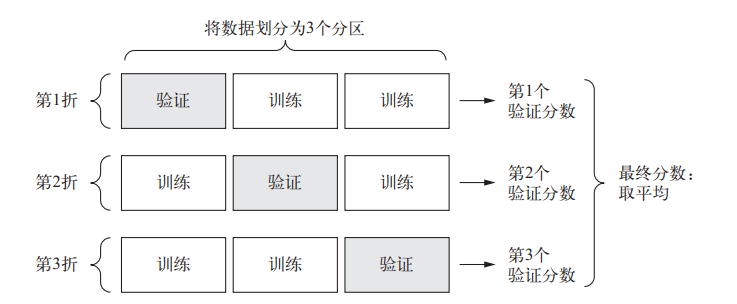 将数据划分为3个分区
第1折
验证
训练
训练
第1个
验证分数
第2折
训练
验证
训练
第2个
验证分数
第3折
训练
训练
验证
第3个
验证分数
最终分数:
取平均